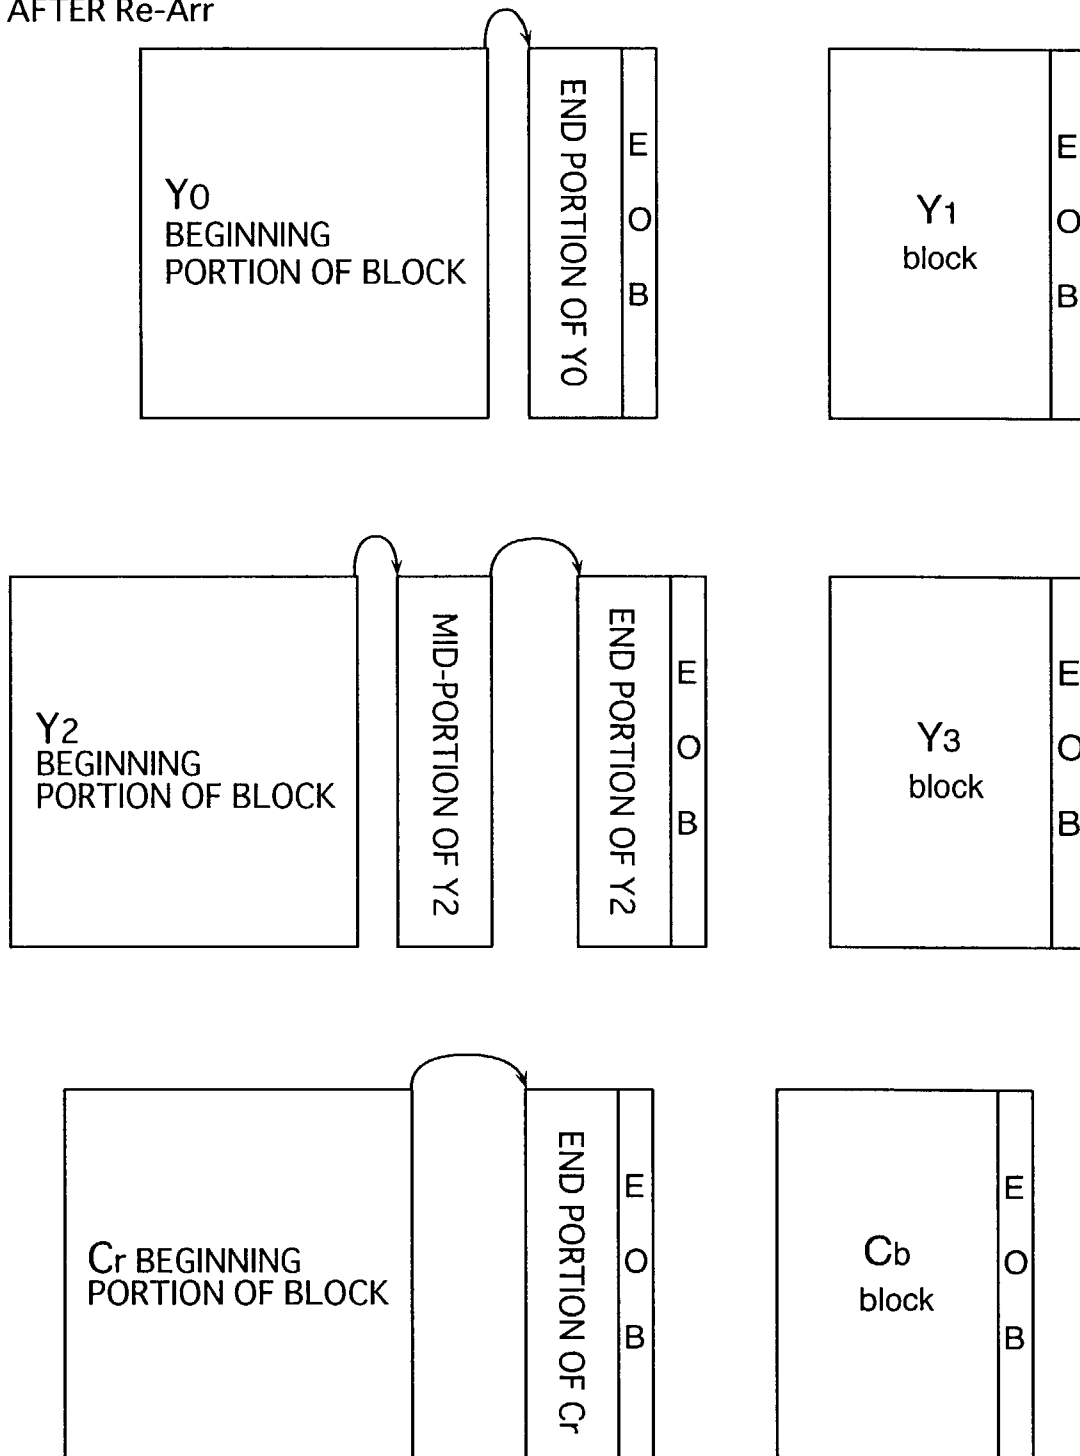 AFTER Re-Arr
Y0
BEGINNING
PORTION OF BLOCK
END PORTION OF Y0
E
O
B
Y1
block
E
O
B
Y2
BEGINNING
PORTION OF BLOCK
MID-PORTION OF Y2
END PORTION OF Y2
E
O
B
Y3
block
E
O
B
Cr BEGINNING
PORTION OF BLOCK
END PORTION OF Cr
E
O
B
Cb
block
E
O
B